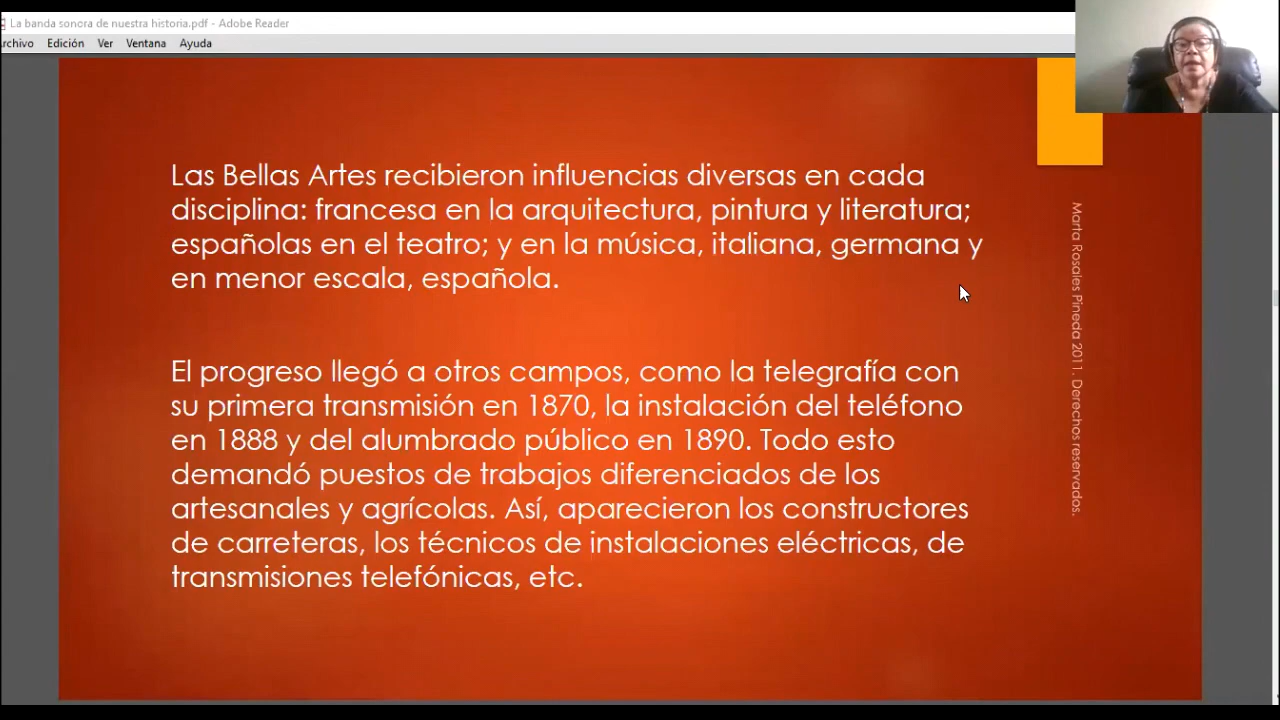 La banda sonora de nuestra historia.pdf - Adobe Reader
rchivo Edición Ver Ventana Ayuda
Las Bellas Artes recibieron influencias diversas en cada
disciplina: francesa en la arquitectura, pintura y literatura;
españolas en el teatro; y en la música, italiana, germana y
en menor escala, española.
El progreso llegó a otros campos, como la telegrafía con
su primera transmisión en 1870, la instalación del teléfono
en 1888 y del alumbrado público en 1890. Todo esto
demandó puestos de trabajos diferenciados de los
artesanales y agrícolas. Así, aparecieron los constructores
de carreteras, los técnicos de instalaciones eléctricas, de
transmisiones telefónicas, etc.
Marta Rosales Pineda 2011. Derechos reservados.